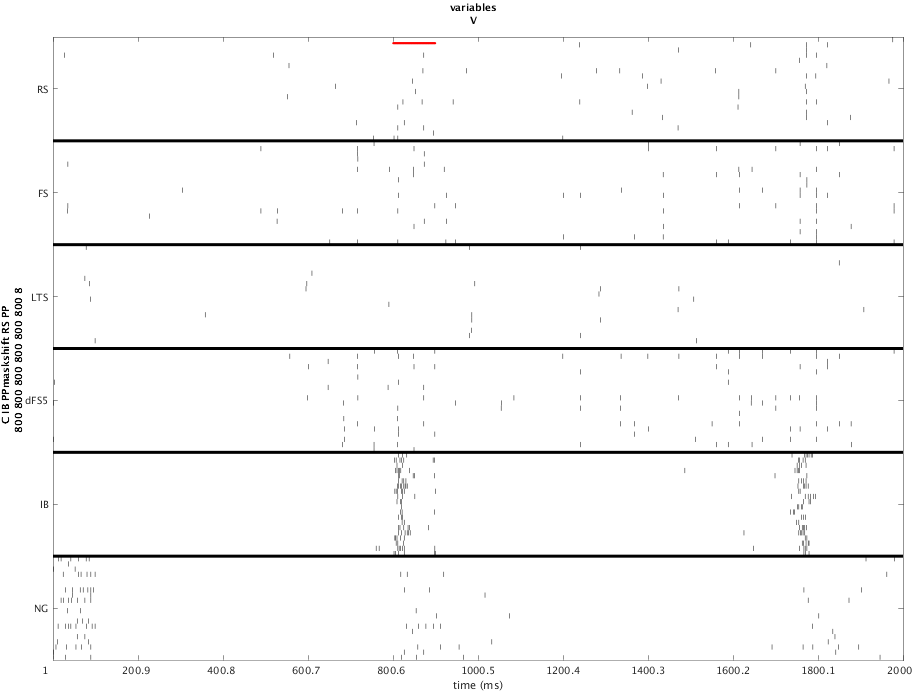 variables
V
RS
FS
LTS
dFS5
IB
NG
C IB PPmaskshift RS PP
800 800 800 800 800 800 8
1
200.9
400.8
600.7
800.6
1000.5
1200.4
1400.3
1600.2
1800.1
2000
time (ms)